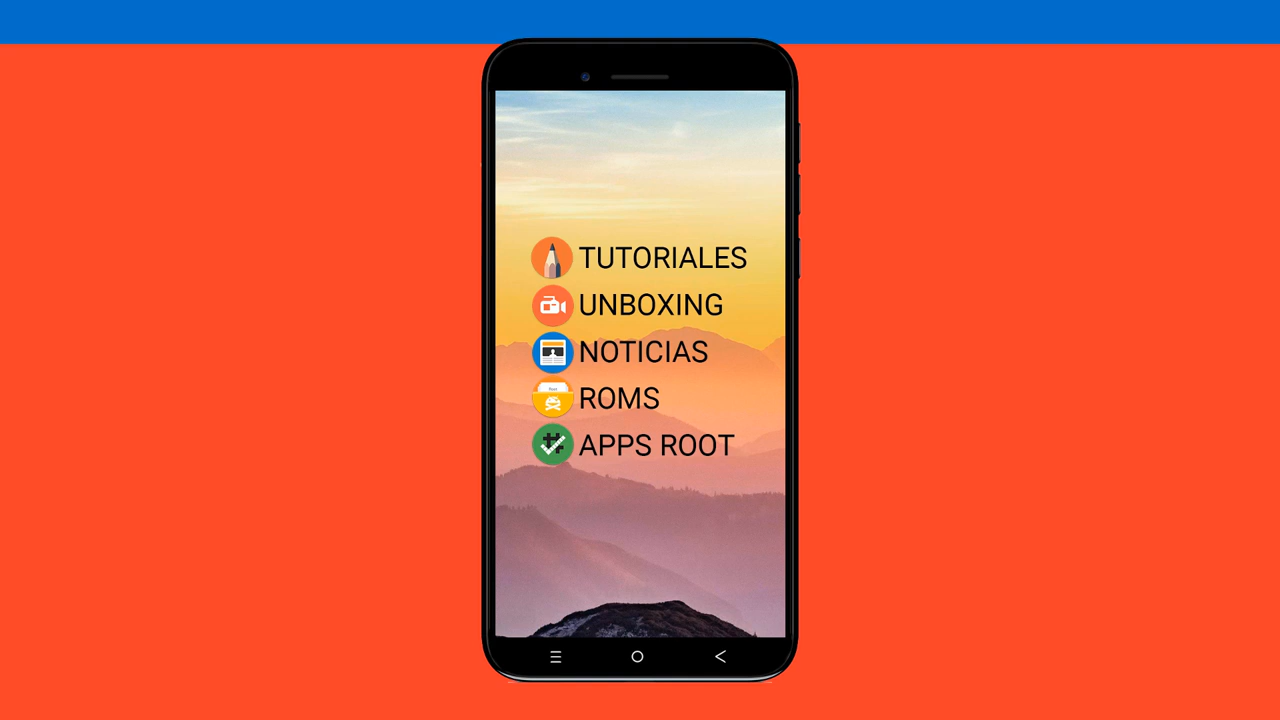 TUTORIALES
UNBOXING
NOTICIAS
ROMS
APPS ROOT